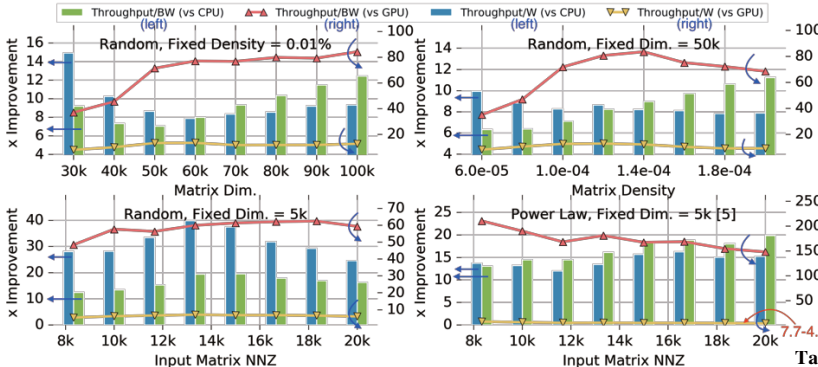 Throughput/BW (vs CPU) Throughput/BW (vs GPU) Throughput/W (vs CPU) Throughput/W (vs GPU)
(left) (right) (left) (right)
Random, Fixed Density = 0.01%
x Improvement
16
14
12
10
8
6
4
100
80
60
40
20
30k 40k 50k 60k 70k 80k 90k 100k
Matrix Dim.
Random, Fixed Dim. = 50k
x Improvement
14
12
10
8
6
4
100
80
60
40
20
6.0e-05 1.0e-04 1.4e-04 1.8e-04
Matrix Density
Random, Fixed Dim. = 5k
x Improvement
40
30
20
10
0
70
60
50
40
30
20
10
8k 10k 12k 14k 16k 18k 20k
Input Matrix NNZ
Power Law, Fixed Dim. = 5k [5]
x Improvement
25
20
15
10
5
0
250
200
150
100
50
8k 10k 12k 14k 16k 18k 20k
7.7-4.
Input Matrix NNZ
Ta